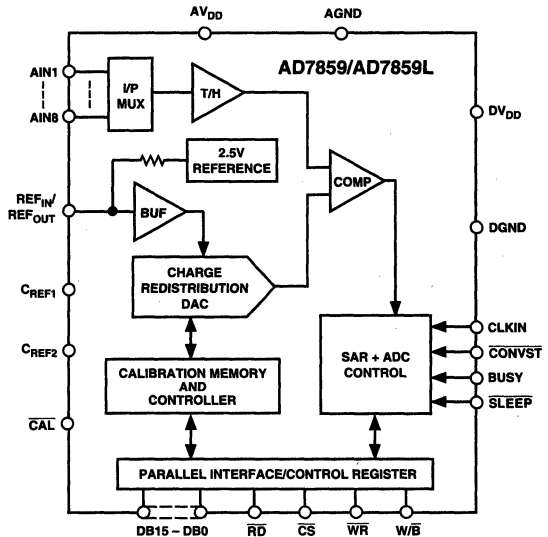 AVDD
AGND
AD7859/AD7859L
AIN1
AIN8
I/P
MUX
T/H
DVDD
2.5V
REFERENCE
COMP
REFIN/
REFOUT
BUF
DGND
CHARGE
REDISTRIBUTION
DAC
CREF1
CLKIN
CONVST
BUSY
SLEEP
SAR + ADC
CONTROL
CREF2
CALIBRATION MEMORY
AND
CONTROLLER
CAL
PARALLEL INTERFACE/CONTROL REGISTER
DB15 – DB0
RD
CS
WR
W/B